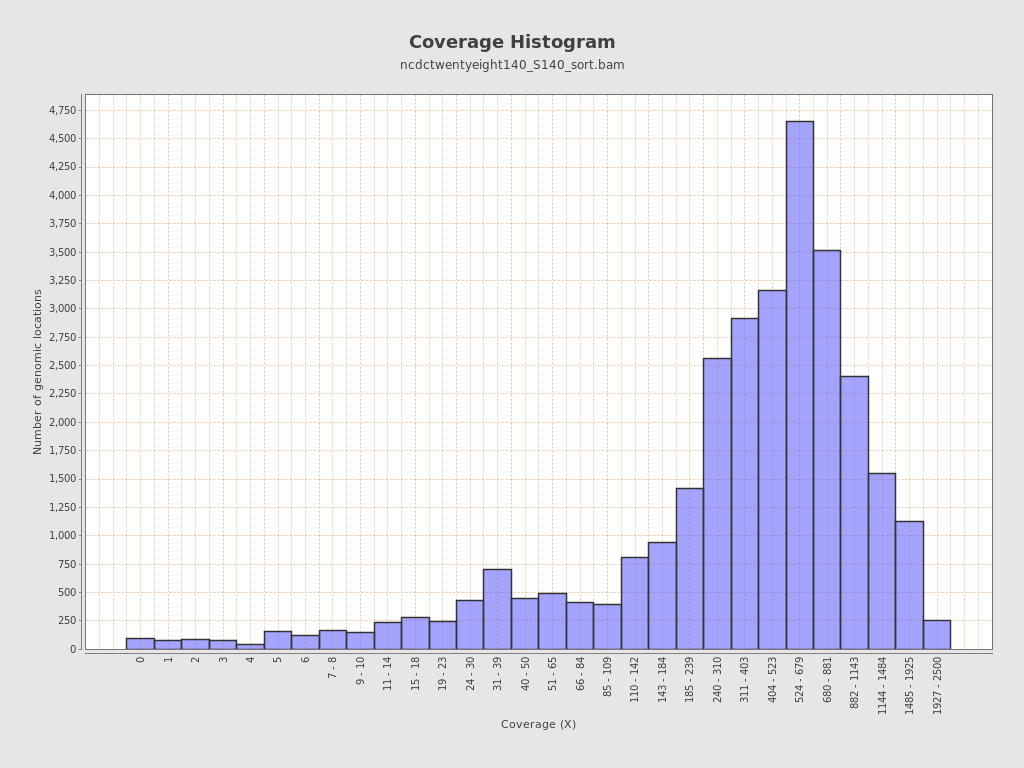 Coverage Histogram
ncdctwentyeight140_S140_sort.bam
Number of genomic locations
4,750
4,500
4,250
4,000
3,750
3,500
3,250
3,000
2,750
2,500
2,250
2,000
1,750
1,500
1,250
1,000
750
500
250
0
0
1
2
3
4
5
6
7 - 8
9 - 10
11 - 14
15 - 18
19 - 23
24 - 30
31 - 39
40 - 50
51 - 65
66 - 84
85 - 109
110 - 142
143 - 184
185 - 239
240 - 310
311 - 403
404 - 523
524 - 679
680 - 881
882 - 1143
1144 - 1484
1485 - 1925
1927 - 2500
Coverage (X)